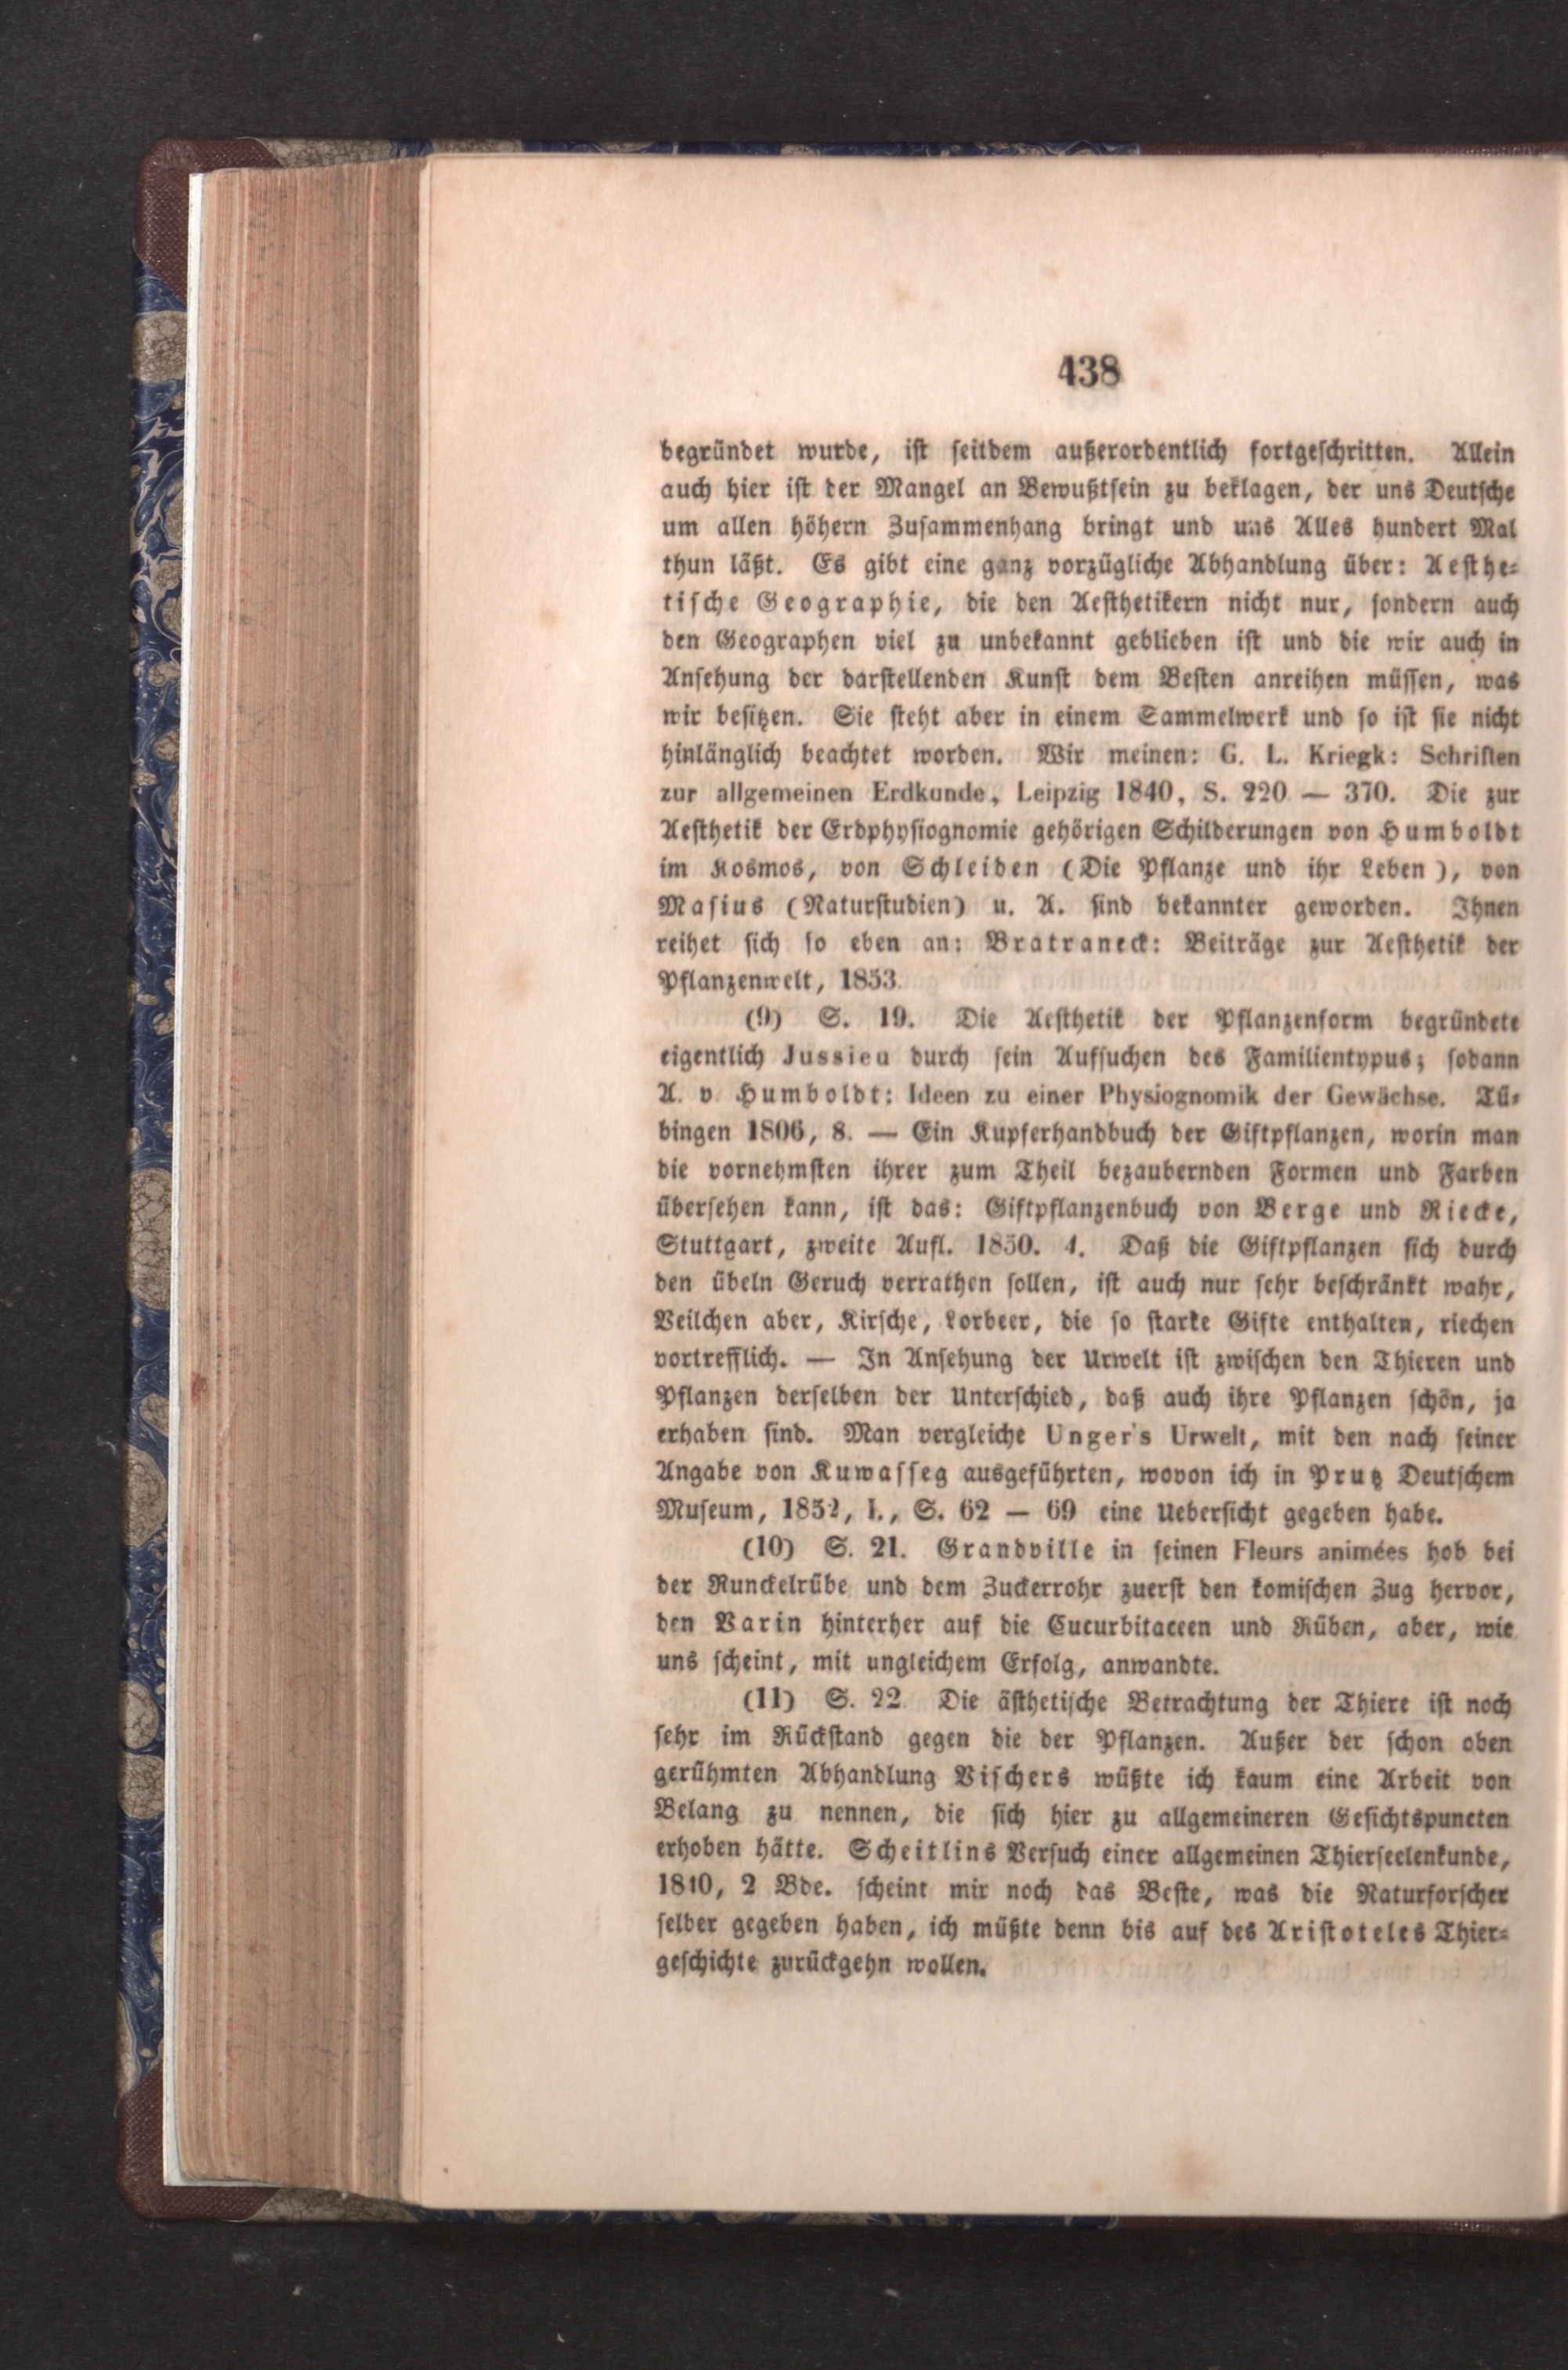 438
begründet wurde, ist seitdem außerordentlich fortgeschritten. Allein
auch hier ist der Mangel an Bewußtsein zu beklagen, der uns Deutsche
um allen höhern Zusammenhang bringt und uns Alles hundert Mal
thun läßt. Es gibt eine ganz vorzügliche Abhandlung über: Aesthe-
tische Geographie, die den Aesthetikern nicht nur, sondern auch
den Geographen viel zu unbekannt geblieben ist und die wir auch in
Ansehung der darstellenden Kunst dem Besten anreihen müssen, was
wir besitzen. Sie steht aber in einem Sammelwerk und so ist sie nicht
hinlänglich beachtet worden. Wir meinen: G. L. Kriegk: Schriften
zur allgemeinen Erdkunde, Leipzig 1840, S. 220 — 370. Die zur
Aesthetik der Erdphysiognomie gehörigen Schilderungen von Humboldt
im Kosmos, von Schleiden (Die Pflanze und ihr Leben), von
Masius (Naturstudien) u. A. sind bekannter geworden. Ihnen
reihet sich so eben an: Bratraneck: Beiträge zur Aesthetik der
Pflanzenwelt, 1853.
(9) S. 19. Die Aesthetik der Pflanzenform begründete
eigentlich Jussieu durch sein Aufsuchen des Familientypus; sodann
A. v. Humboldt: Ideen zu einer Physiognomik der Gewächse. Tü-
bingen 1806, 8. — Ein Kupferhandbuch der Giftpflanzen, worin man
die vornehmsten ihrer zum Theil bezaubernden Formen und Farben
übersehen kann, ist das: Giftpflanzenbuch von Berge und Riecke,
Stuttgart, zweite Aufl. 1850. 4. Daß die Giftpflanzen sich durch
den übeln Geruch verrathen sollen, ist auch nur sehr beschränkt wahr,
Veilchen aber, Kirsche, Lorbeer, die so starke Gifte enthalten, riechen
vortrefflich. — In Ansehung der Urwelt ist zwischen den Thieren und
Pflanzen derselben der Unterschied, daß auch ihre Pflanzen schön, ja
erhaben sind. Man vergleiche Unger's Urwelt, mit den nach seiner
Angabe von Kuwasseg ausgeführten, wovon ich in Prutz Deutschem
Museum, 1852, I., S. 62 — 69 eine Uebersicht gegeben habe.
(10) S. 21. Grandville in seinen Fleurs animées hob bei
der Runckelrübe und dem Zuckerrohr zuerst den komischen Zug hervor,
den Varin hinterher auf die Cucurbitaceen und Rüben, aber, wie
uns scheint, mit ungleichem Erfolg, anwandte.
(11) S. 22. Die ästhetische Betrachtung der Thiere ist noch
sehr im Rückstand gegen die der Pflanzen. Außer der schon oben
gerühmten Abhandlung Vischers wüßte ich kaum eine Arbeit von
Belang zu nennen, die sich hier zu allgemeineren Gesichtspuncten
erhoben hätte. Scheitlins Versuch einer allgemeinen Thierseelenkunde,
1840, 2 Bde. scheint mir noch das Beste, was die Naturforscher
selber gegeben haben, ich müßte denn bis auf des Aristoteles Thier-
geschichte zurückgehn wollen.